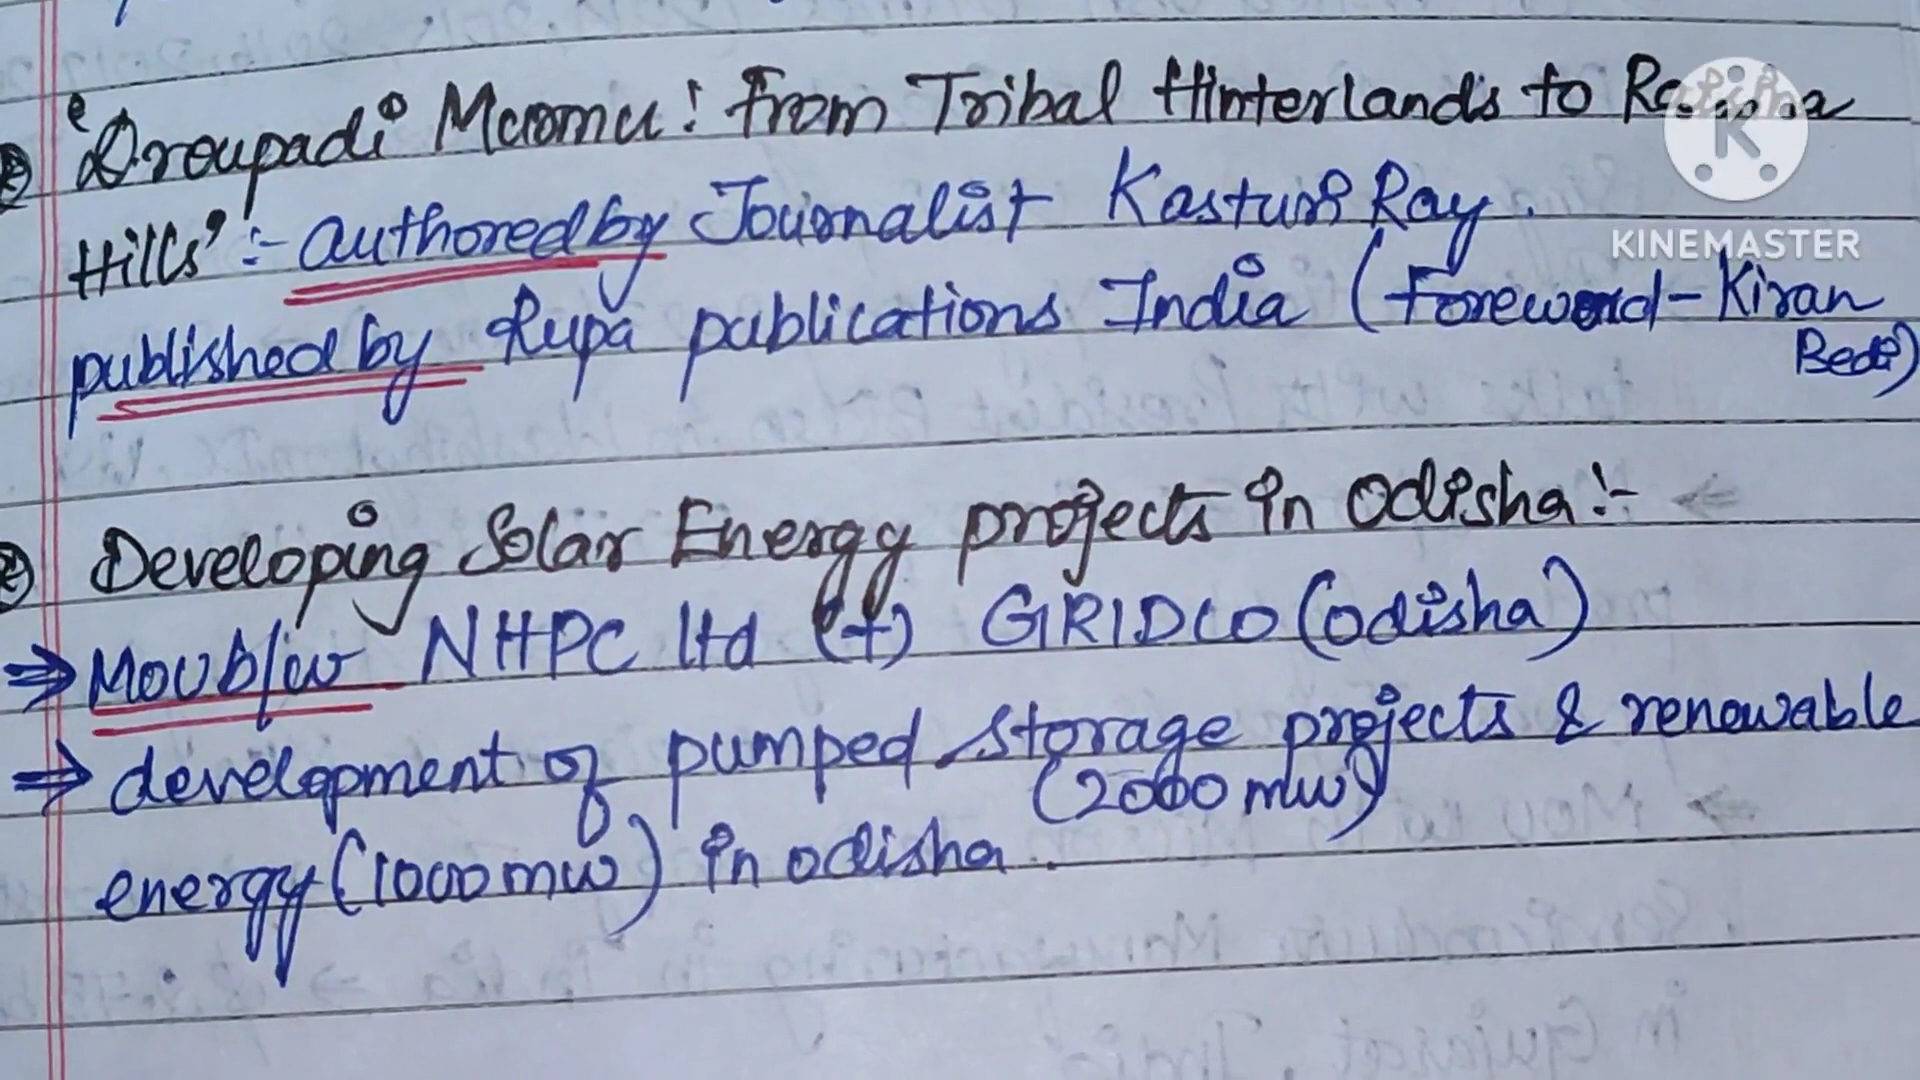 'Droupadi Murmu: From Tribal Hinterlands to Raisina
Hills' :- authored by Journalist Kasturi Ray.
published by Rupa publications India (Foreword - Kiran
Bedi)
Developing Solar Energy projects in Odisha :-
⇒ MoU b/w NHPC ltd (+) GRIDCO (Odisha)
⇒ development of pumped storage projects & renewable
(2000 mw)
energy (1000 mw) in odisha.
K
KINEMASTER